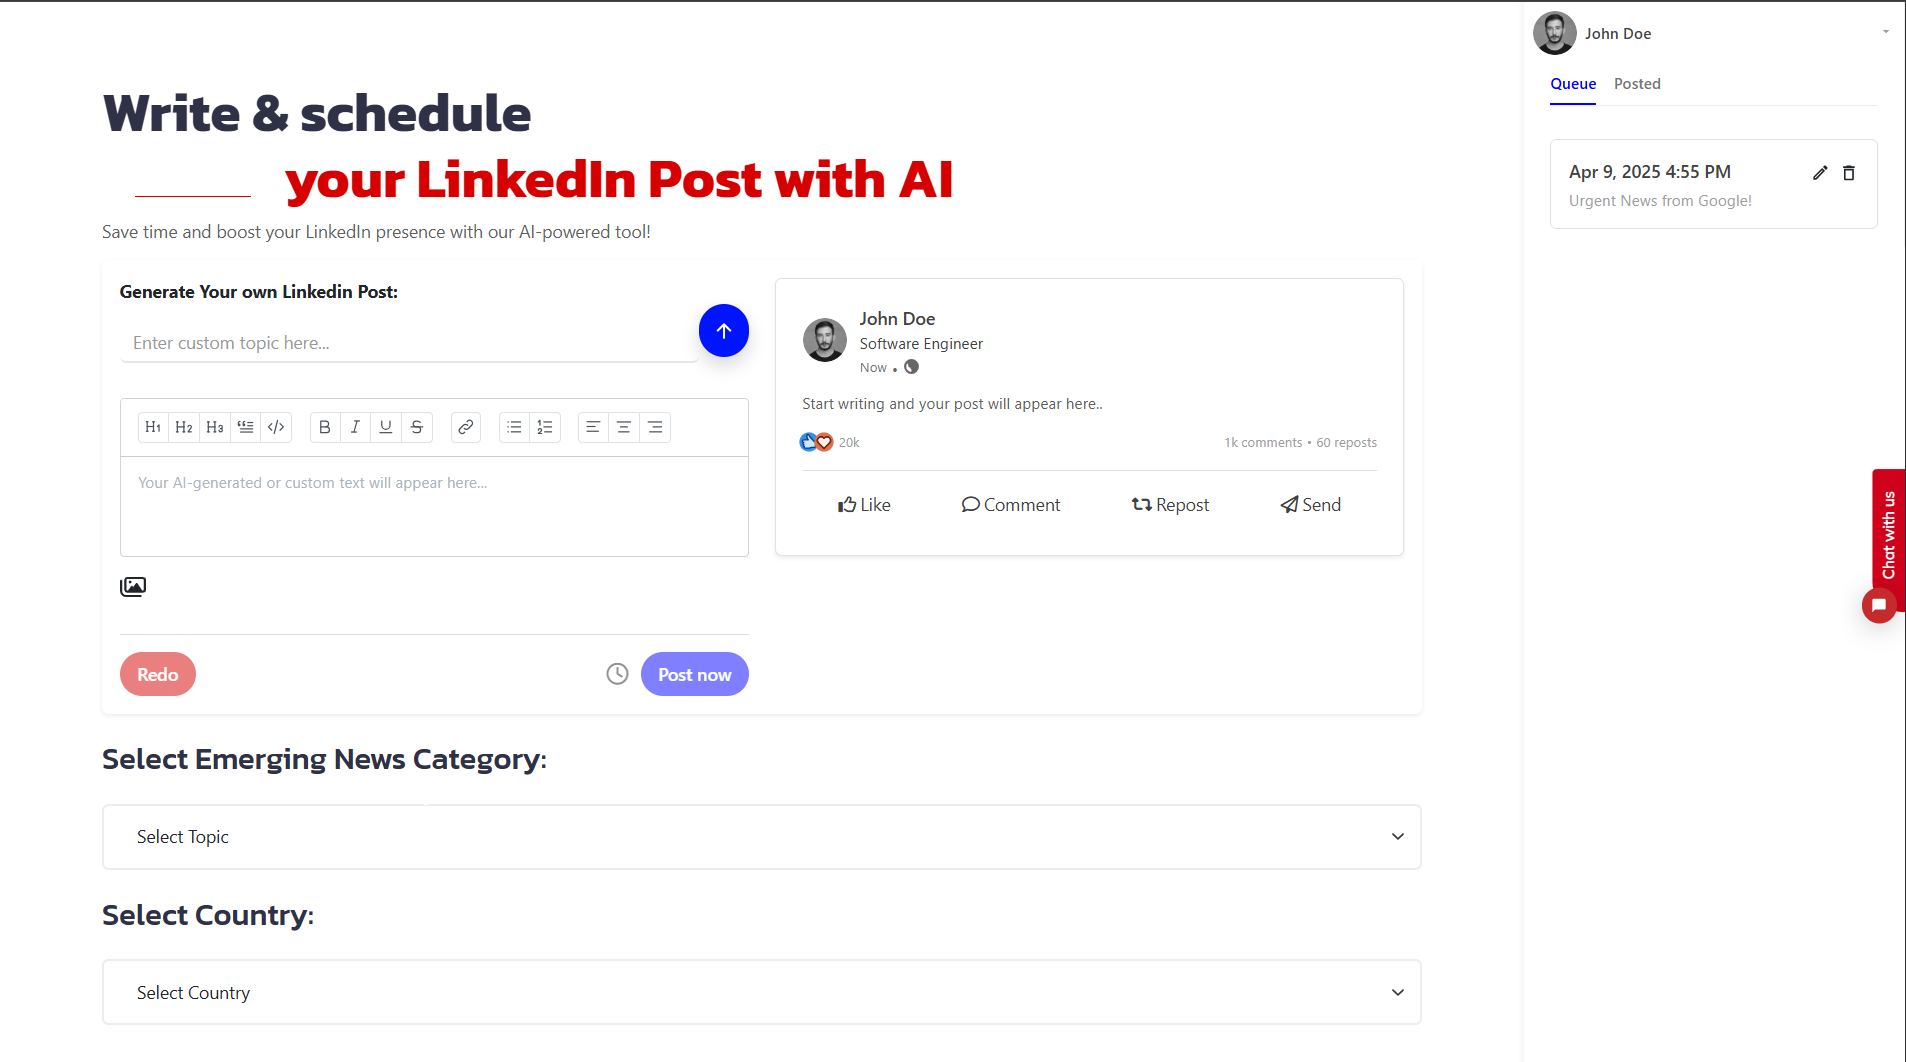 Write & schedule
your LinkedIn Post with AI
Save time and boost your LinkedIn presence with our AI-powered tool!
Generate Your own Linkedin Post:
Enter custom topic here...
H1 H2 H3 </> B I U S
Your AI-generated or custom text will appear here...
Redo
Post now
John Doe
Software Engineer
Now •
Start writing and your post will appear here..
20k
1k comments • 60 reposts
Like Comment Repost Send
Select Emerging News Category:
Select Topic
Select Country:
Select Country
John Doe
Queue Posted
Apr 9, 2025 4:55 PM
Urgent News from Google!
Chat with us